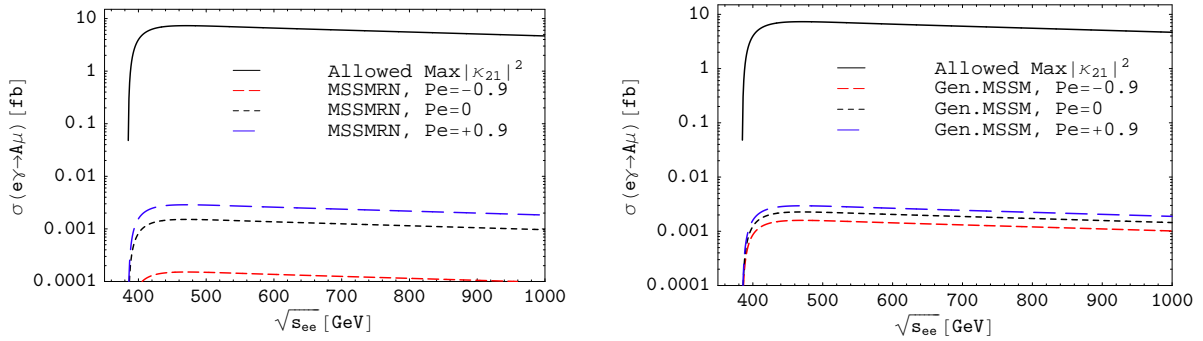 σ(eγ→Aμ)[fb]
10
1
0.1
0.01
0.001
0.0001
Allowed Max|κ₂₁|²
MSSMRN, Pe=-0.9
MSSMRN, Pe=0
MSSMRN, Pe=+0.9
400 500 600 700 800 900 1000
√s_ee [GeV]
σ(eγ→Aμ)[fb]
10
1
0.1
0.01
0.001
0.0001
Allowed Max|κ₂₁|²
Gen.MSSM, Pe=-0.9
Gen.MSSM, Pe=0
Gen.MSSM, Pe=+0.9
400 500 600 700 800 900 1000
√s_ee [GeV]